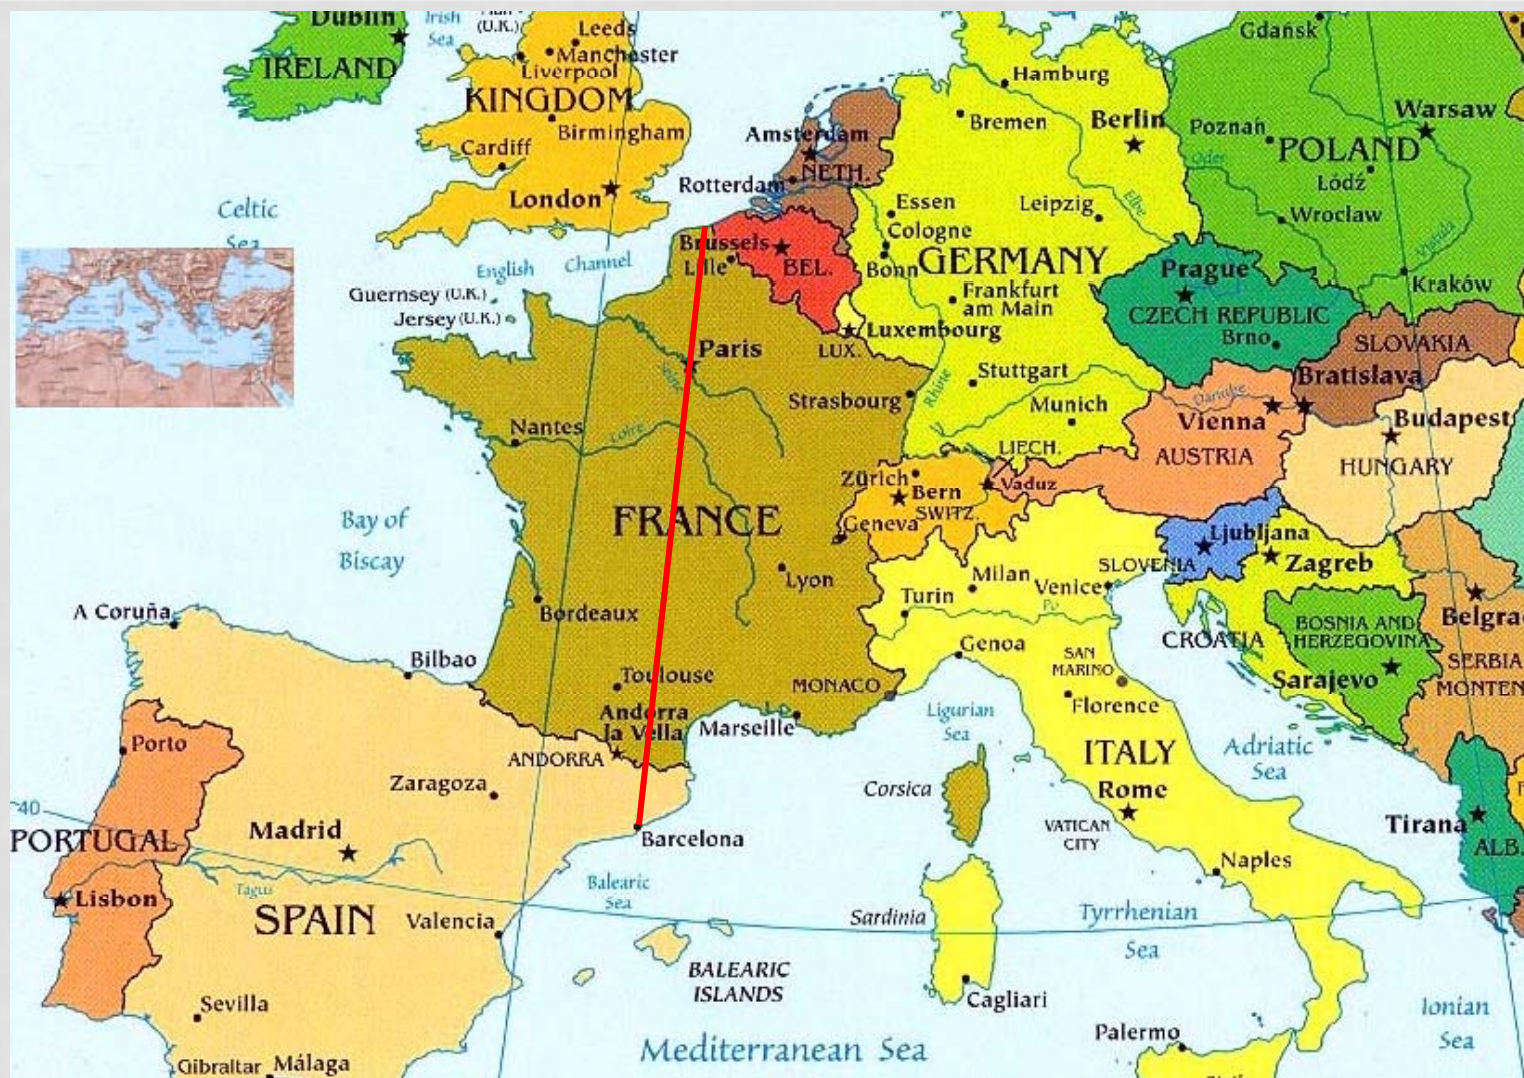 Dublin
Irish
Sea
(U.K.)
Leeds
Manchester
Liverpool
IRELAND
KINGDOM
Birmingham
Cardiff
London
Celtic
Sea
English Channel
Guernsey (U.K.)
Jersey (U.K.)
Amsterdam
NETH.
Rotterdam
Brussels
Lille
BEL.
Luxembourg
LUX.
Hamburg
Bremen
Berlin
Essen
Cologne
Bonn
Leipzig
Elbe
GERMANY
Frankfurt
am Main
Stuttgart
Munich
Rhine
Gdańsk
Poznań
Warsaw
POLAND
Łódź
Oder
Wroclaw
Vistula
Kraków
Prague
CZECH REPUBLIC
Brno
SLOVAKIA
Bratislava
Danube
Vienna
AUSTRIA
Budapest
HUNGARY
LIECH.
Vaduz
Zürich
Bern
SWITZ.
Geneva
Paris
Seine
Strasbourg
Nantes
Loire
FRANCE
Lyon
Bordeaux
Toulouse
Marseille
MONACO
Bay of
Biscay
A Coruña
Bilbao
Andorra
la Vella
ANDORRA
Porto
Zaragoza
40
PORTUGAL
Madrid
Barcelona
Lisbon
Tagus
SPAIN
Valencia
Balearic
Sea
BALEARIC
ISLANDS
Sevilla
Gibraltar
Málaga
Mediterranean Sea
Turin
Milan
Venice
Po
Genoa
SAN
MARINO
Florence
Ligurian
Sea
Corsica
ITALY
Rome
VATICAN
CITY
Naples
Sardinia
Cagliari
Tyrrhenian
Sea
Palermo
Adriatic
Sea
Ionian
Sea
Ljubljana
SLOVENIA
Zagreb
CROATIA
BOSNIA AND
HERZEGOVINA
Sarajevo
Belgra
SERBIA
MONTEN
Tirana
ALB.